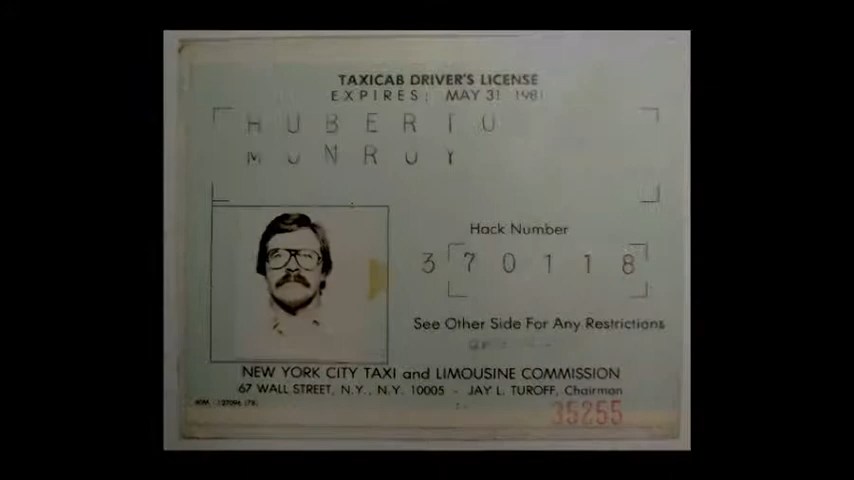 TAXICAB DRIVER'S LICENSE
EXPIRES: MAY 31 1981
HUBERTO
MONROY
Hack Number
370118
See Other Side For Any Restrictions
NEW YORK CITY TAXI and LIMOUSINE COMMISSION
67 WALL STREET, N.Y., N.Y. 10005 - JAY L. TUROFF, Chairman
35255